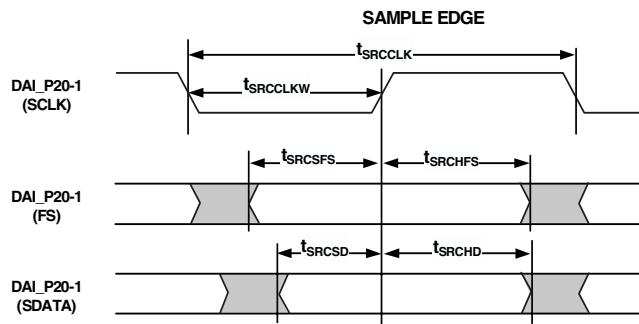 SAMPLE EDGE
tSRCCLK
DAI_P20-1
(SCLK)
tSRCCLKW
tSRCSFS
tSRCHFS
DAI_P20-1
(FS)
tSRCSD
tSRCHD
DAI_P20-1
(SDATA)